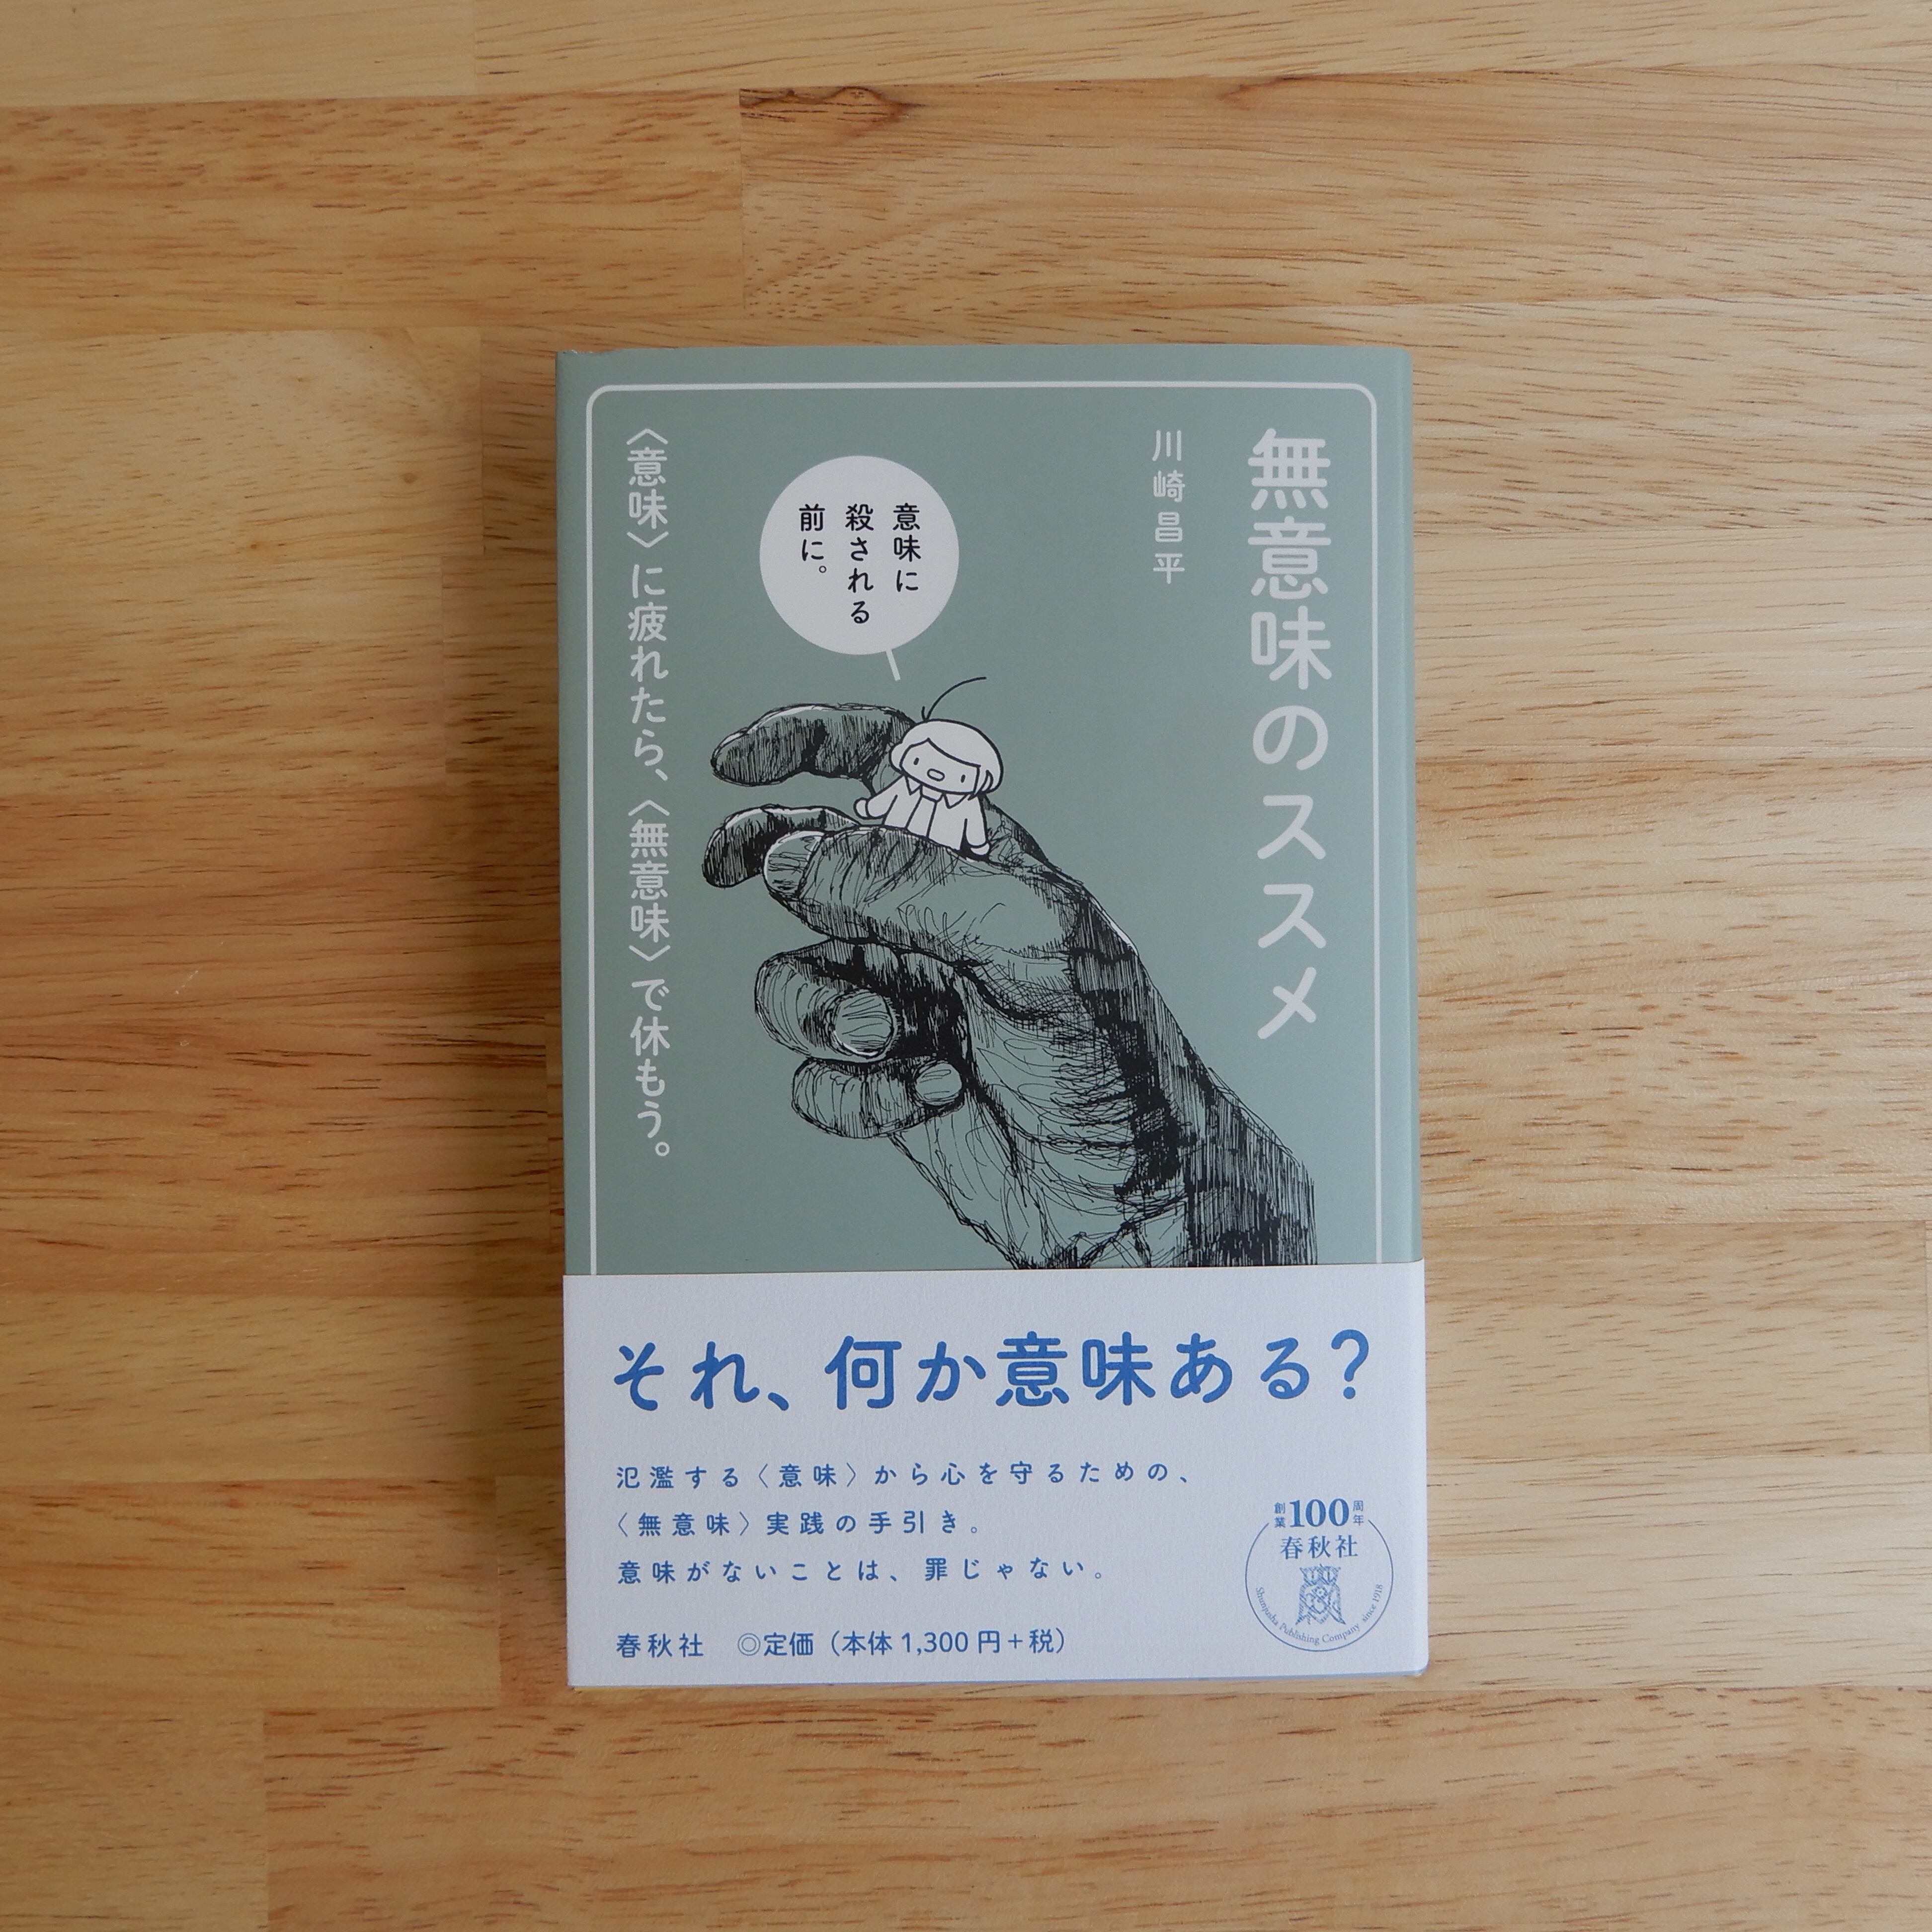 無意味のススメ
川崎昌平
意味に
殺される
前に。
〈意味〉に疲れたら、〈無意味〉で休もう。
それ、何か意味ある?
氾濫する〈意味〉から心を守るための、
〈無意味〉実践の手引き。
意味がないことは、罪じゃない。
春秋社 ◎定価（本体1,300円+税）
創業100周年
春秋社
Shunjusha Publishing Company since 1918